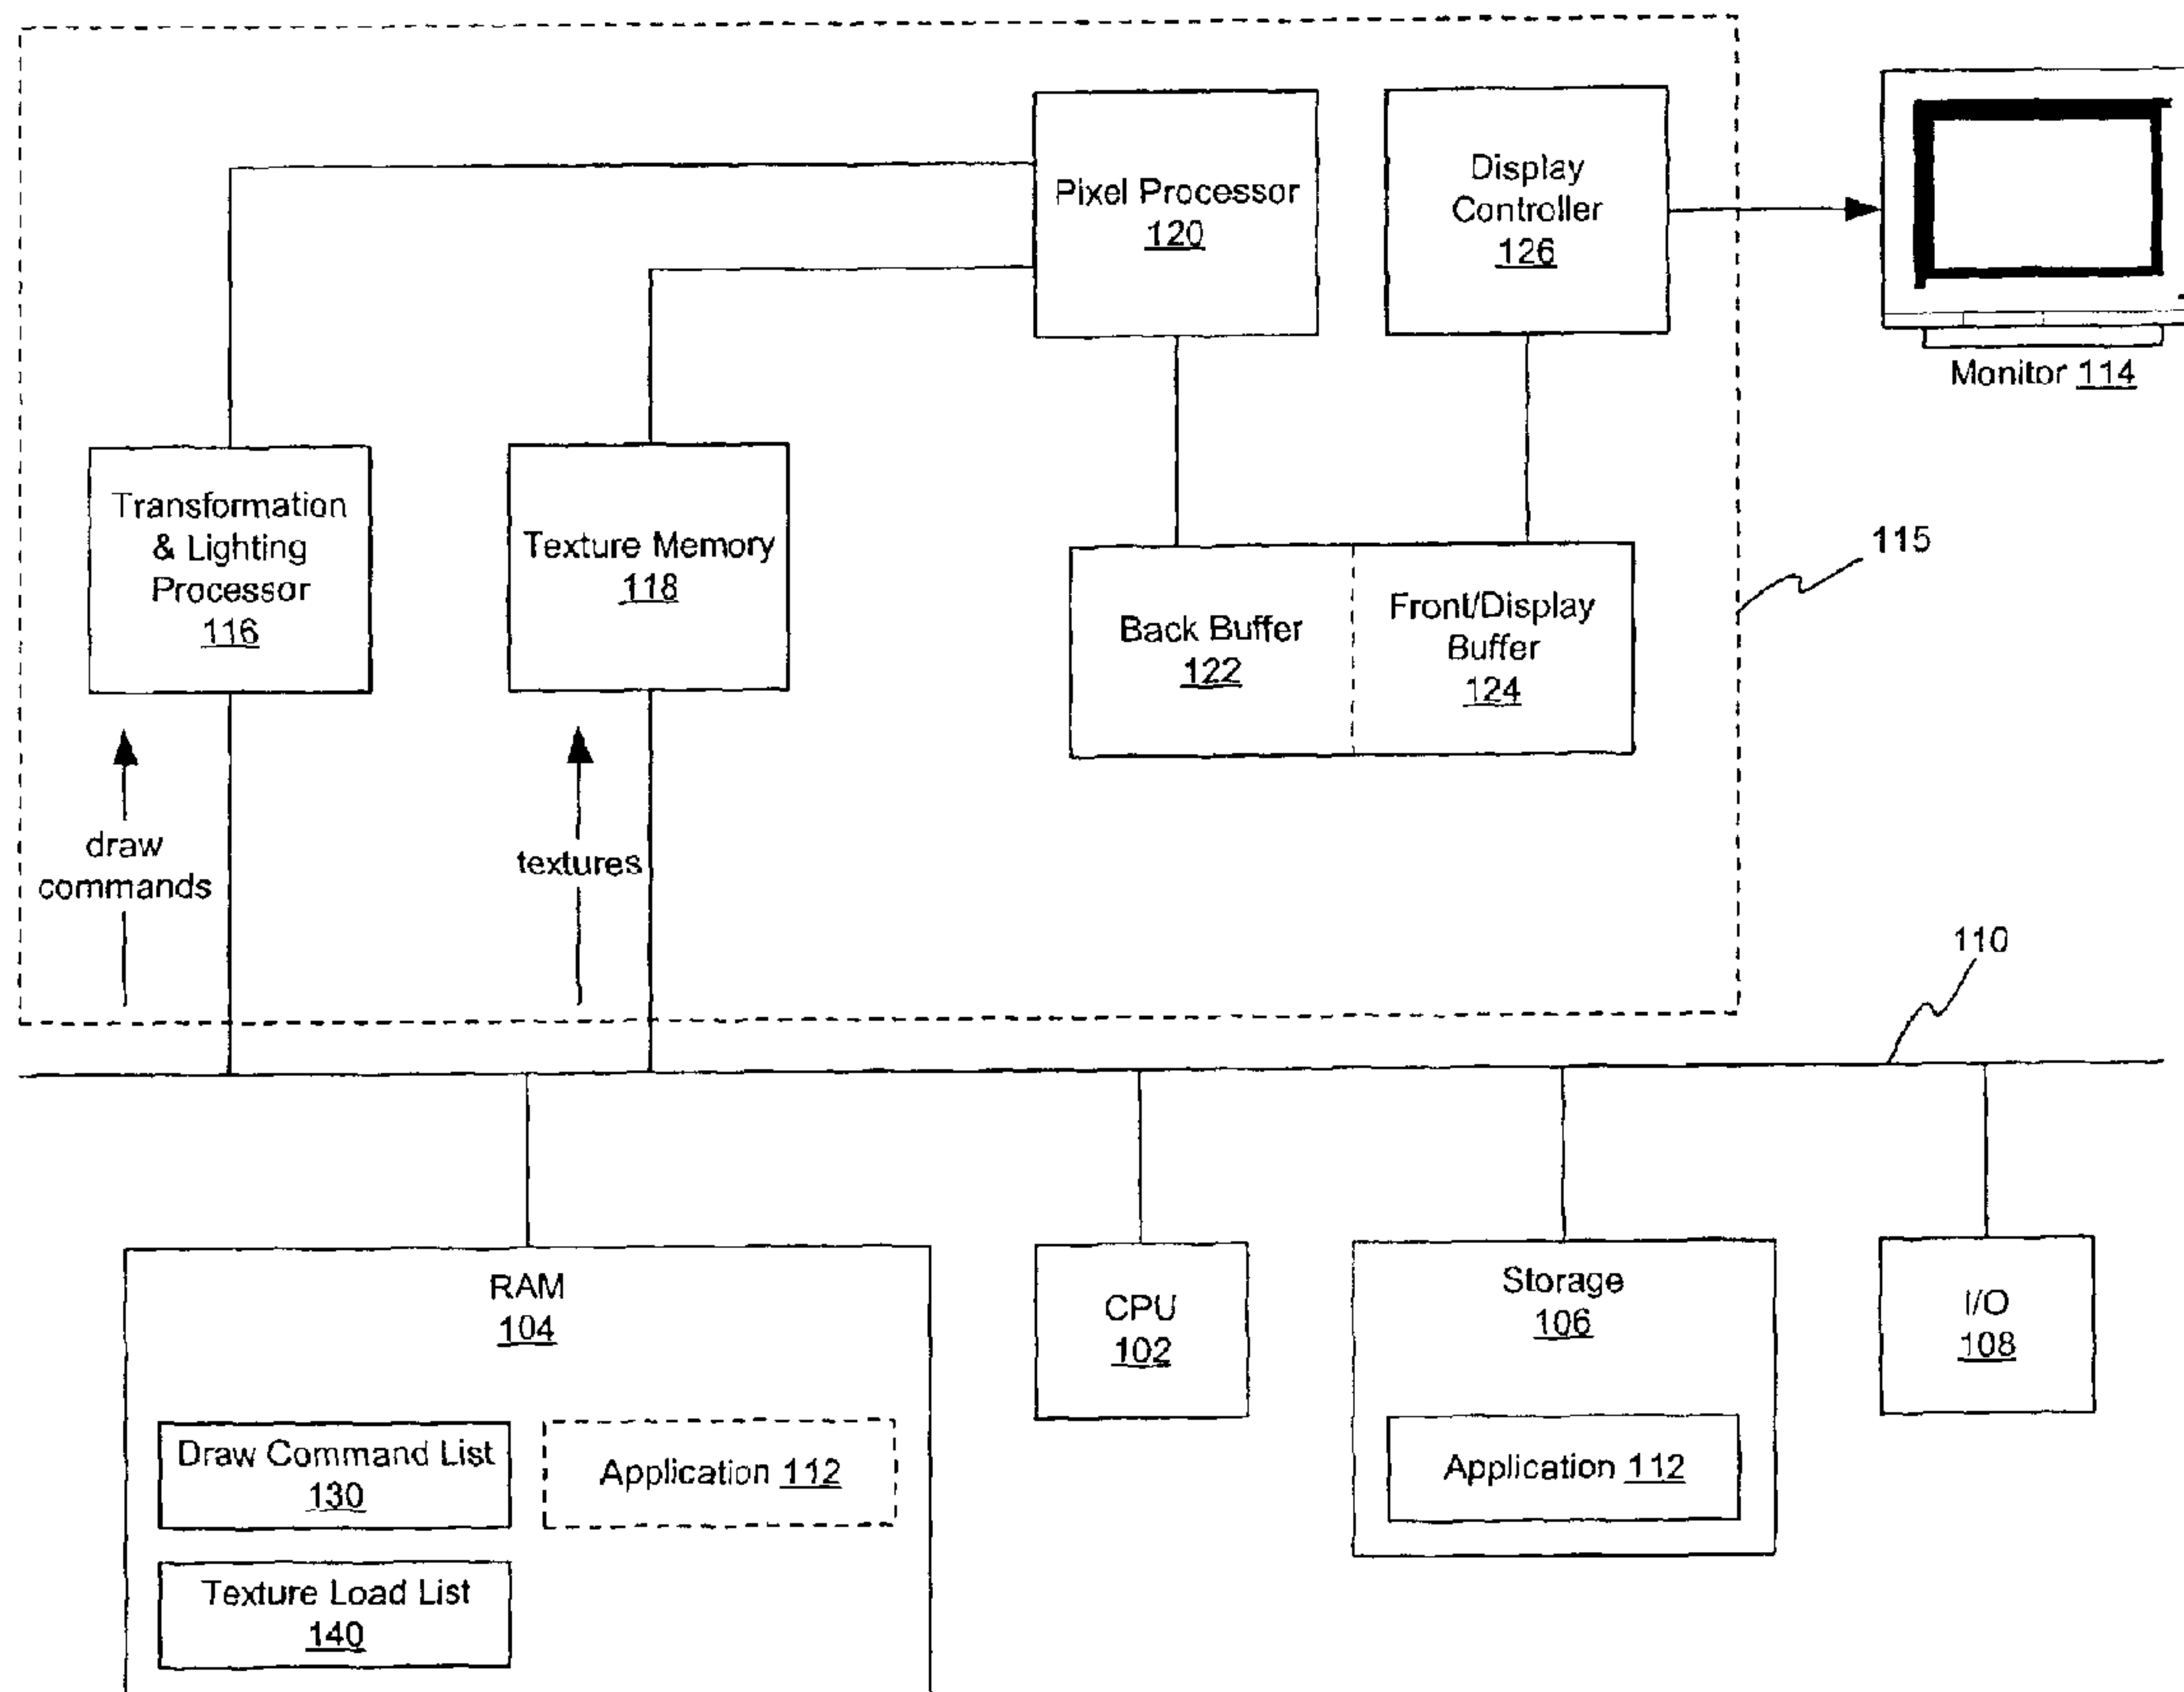 Pixel Processor
120
Display
Controller
126
Monitor 114
Transformation
& Lighting
Processor
116
Texture Memory
118
Back Buffer
122
Front/Display
Buffer
124
115
draw
commands
textures
110
RAM
104
CPU
102
Storage
106
I/O
108
Draw Command List
130
Application 112
Application 112
Texture Load List
140